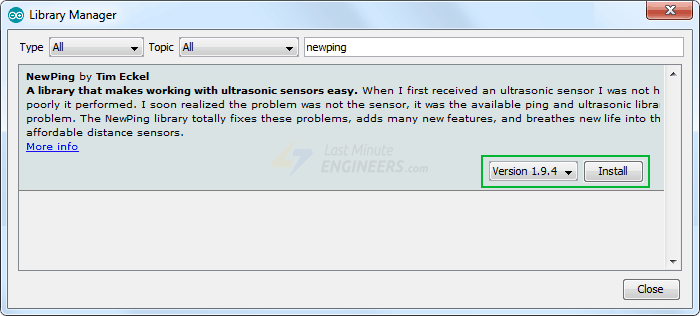 Library Manager
Type All Topic All newping
NewPing by Tim Eckel
A library that makes working with ultrasonic sensors easy. When I first received an ultrasonic sensor I was not h
poorly it performed. I soon realized the problem was not the sensor, it was the available ping and ultrasonic libra
problem. The NewPing library totally fixes these problems, adds many new features, and breathes new life into th
affordable distance sensors.
More info
Last Minute
ENGINEERS.com
Version 1.9.4 Install
Close